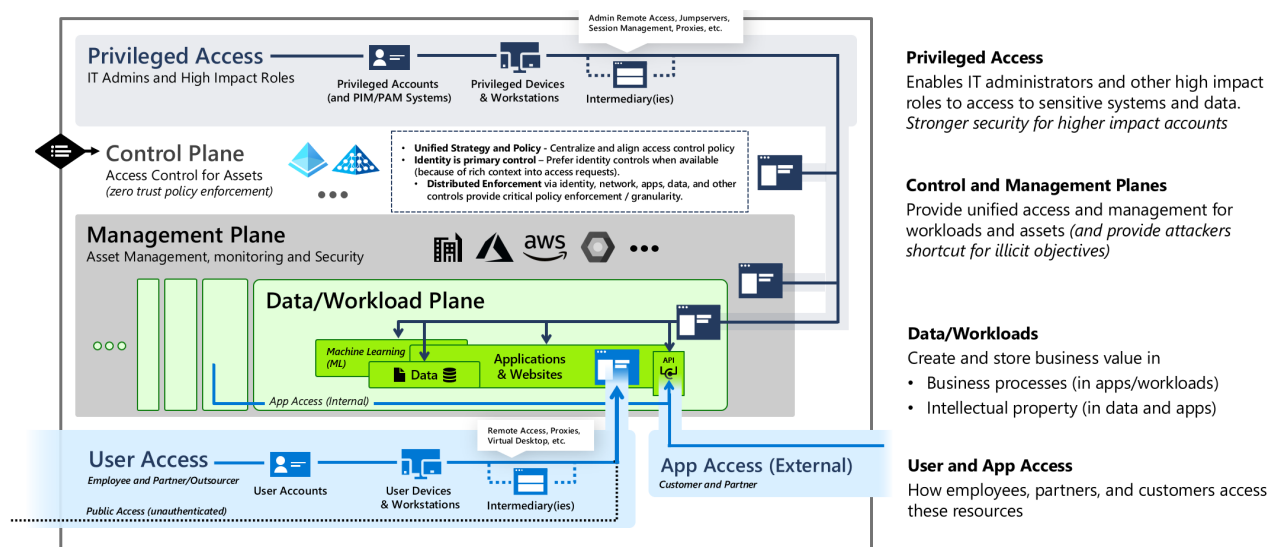 Admin Remote Access, Jumpservers,
Session Management, Proxies, etc.
Privileged Access
IT Admins and High Impact Roles
Privileged Accounts
(and PIM/PAM Systems)
Privileged Devices
& Workstations
Intermediary(ies)
Control Plane
Access Control for Assets
(zero trust policy enforcement)
• Unified Strategy and Policy - Centralize and align access control policy
• Identity is primary control – Prefer identity controls when available
(because of rich context into access requests).
• Distributed Enforcement via identity, network, apps, data, and other
controls provide critical policy enforcement / granularity.
Management Plane
Asset Management, monitoring and Security
aws
Data/Workload Plane
Machine Learning
(ML)
Data
Applications
& Websites
API
App Access (Internal)
Remote Access, Proxies,
Virtual Desktop, etc.
User Access
Employee and Partner/Outsourcer
User Accounts
User Devices
& Workstations
Intermediary(ies)
Public Access (unauthenticated)
App Access (External)
Customer and Partner
Privileged Access
Enables IT administrators and other high impact
roles to access to sensitive systems and data.
Stronger security for higher impact accounts
Control and Management Planes
Provide unified access and management for
workloads and assets (and provide attackers
shortcut for illicit objectives)
Data/Workloads
Create and store business value in
• Business processes (in apps/workloads)
• Intellectual property (in data and apps)
User and App Access
How employees, partners, and customers access
these resources